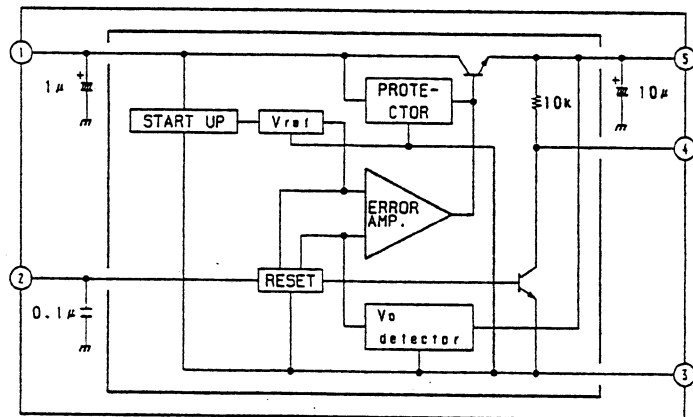 1
5
1μ
PROTE-
CTOR
10k
10μ
START UP
Vref
4
ERROR
AMP.
2
RESET
0.1μ
Vo
detector
3